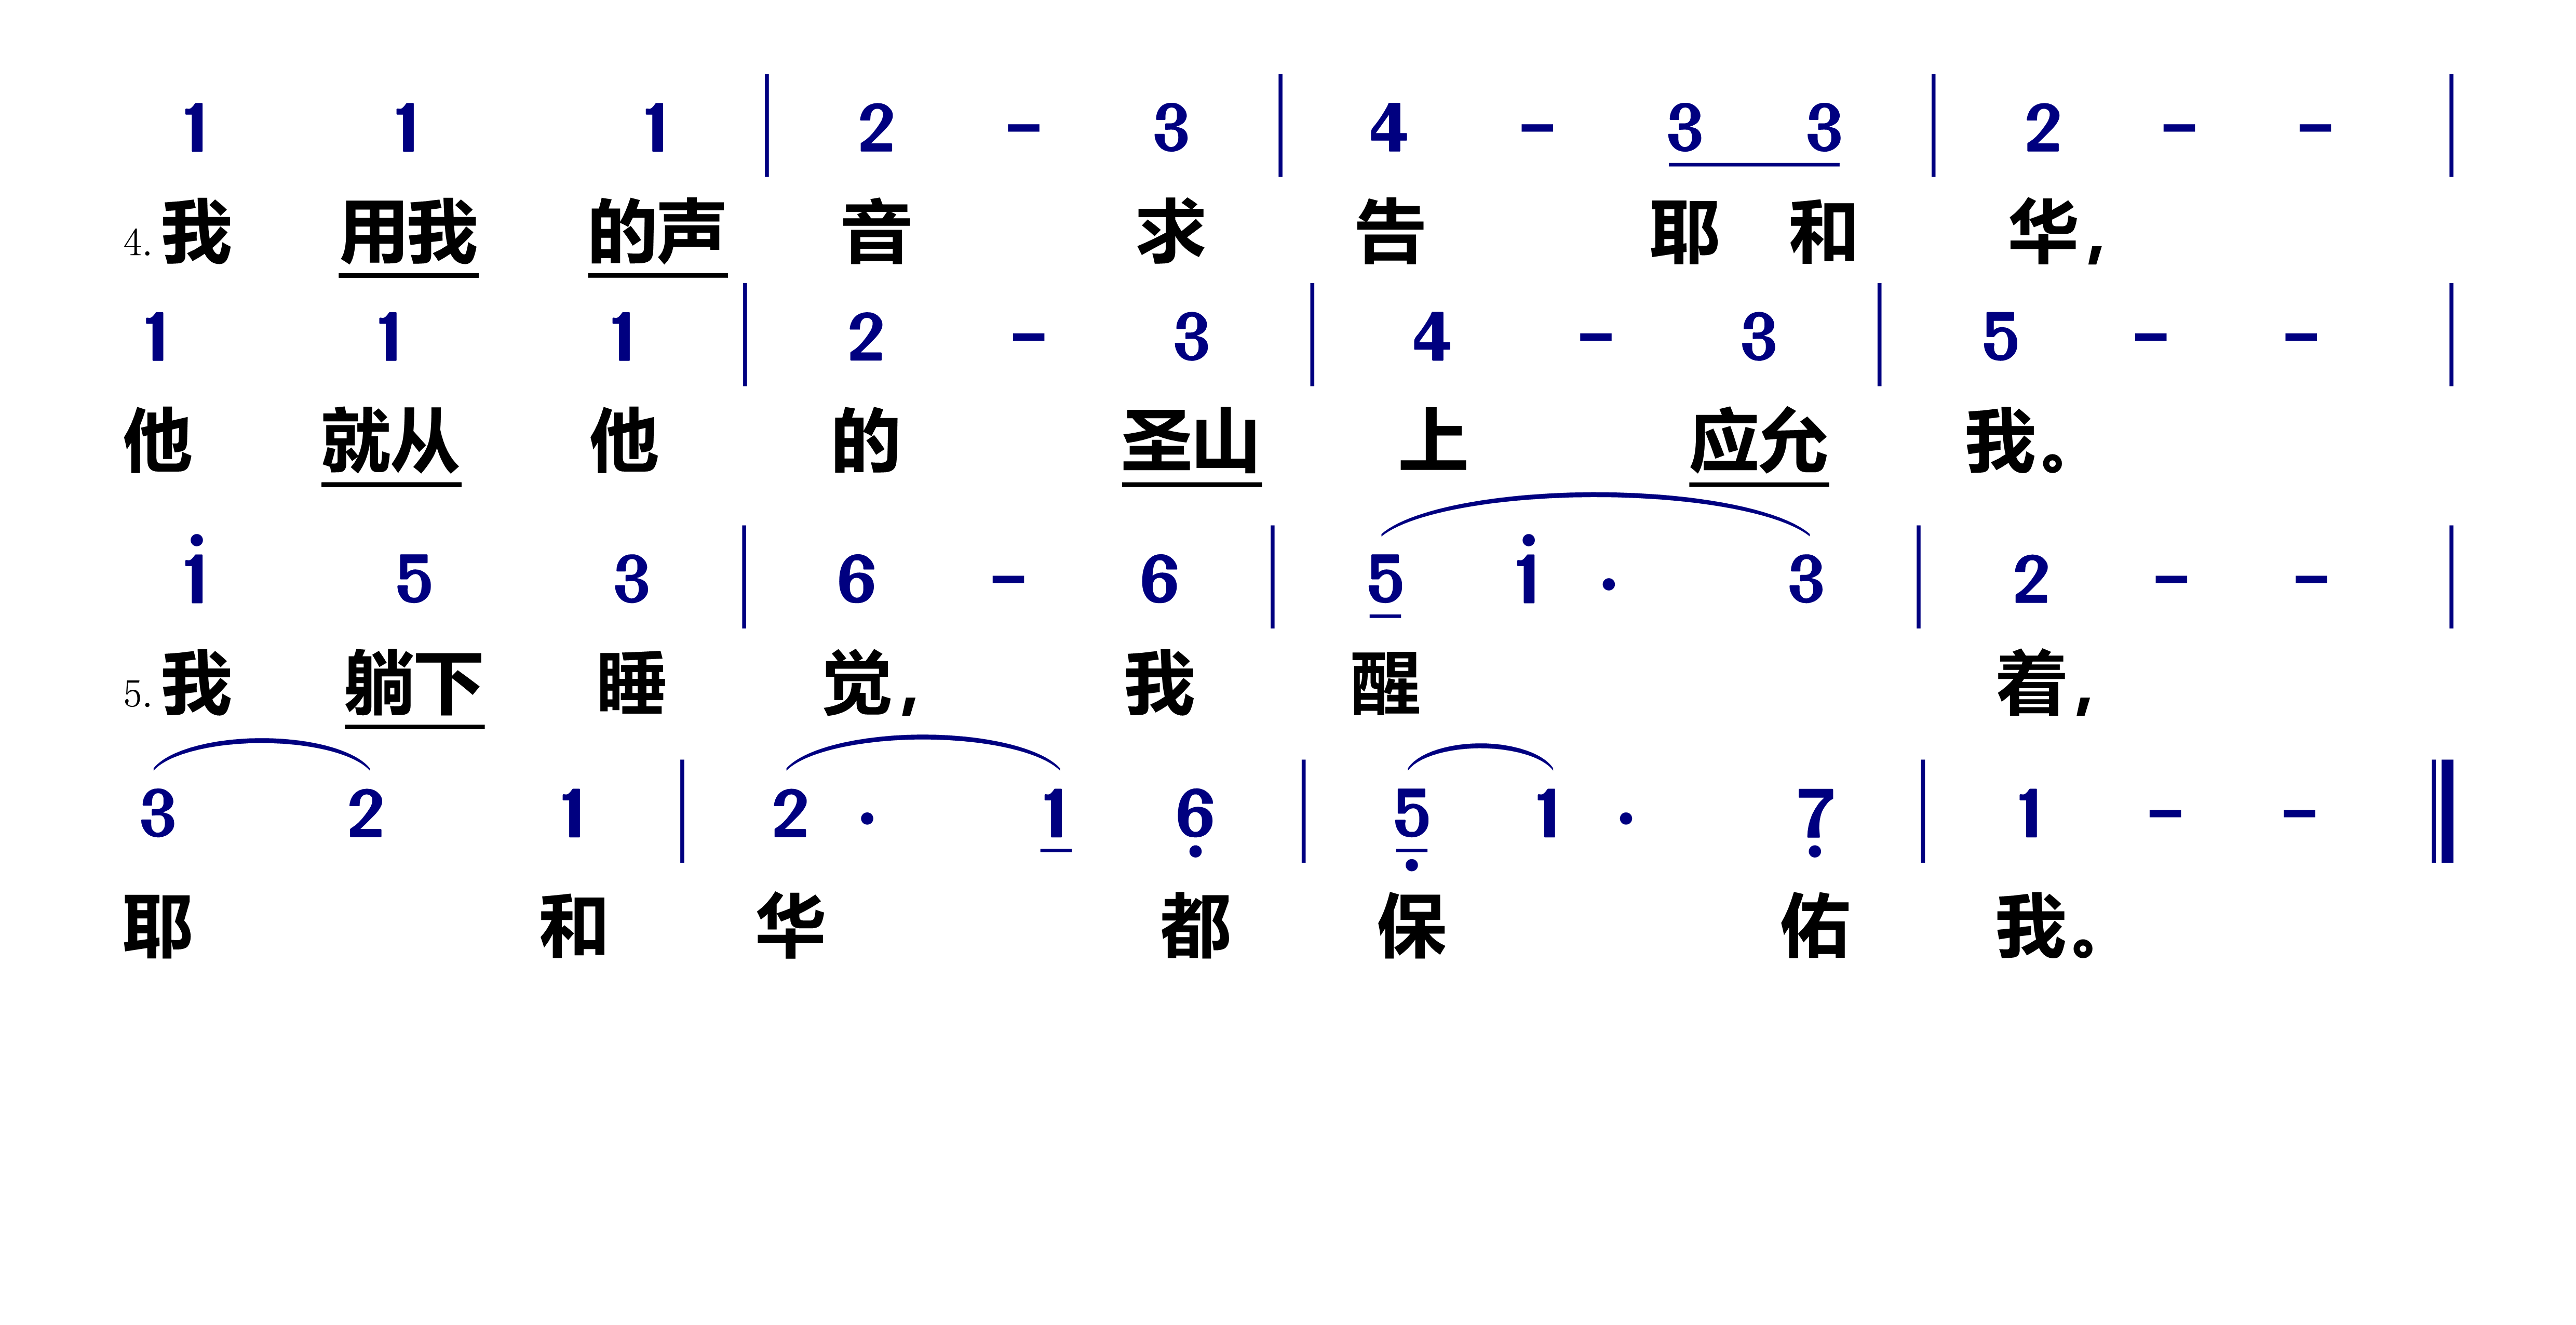 1 1 1 | 2 - 3 | 4 - 3 3 | 2 - - |
4. 我 用我 的声 音 求 告 耶 和 华,
1 1 1 | 2 - 3 | 4 - 3 | 5 - - |
他 就从 他 的 圣山 上 应允 我。
1̇ 5 3 | 6 - 6 | 5 1̇ · 3 | 2 - - |
5. 我 躺下 睡 觉, 我 醒 着,
3 2 1 | 2 · 1 6̣ | 5̣ 1 · 7̣ | 1 - - ‖
耶 和 华 都 保 佑 我。